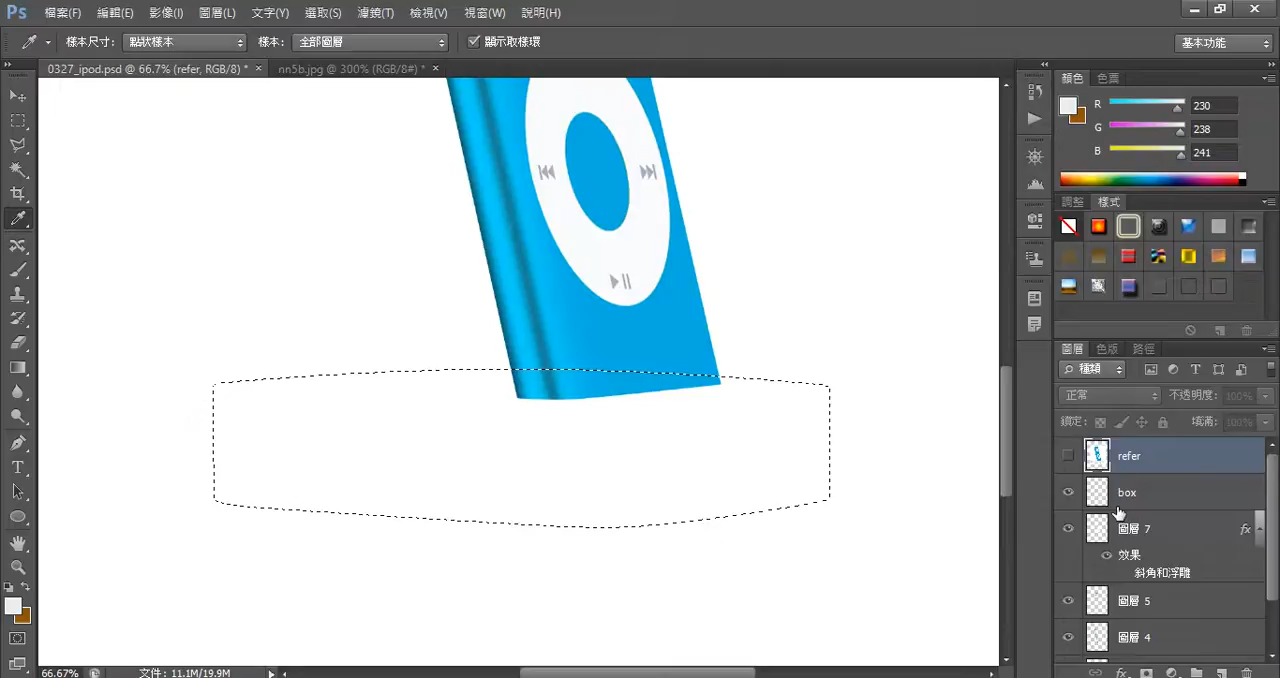 Ps 檔案(F) 編輯(E) 影像(I) 圖層(L) 文字(Y) 選取(S) 濾鏡(T) 檢視(V) 視窗(W) 說明(H)
樣本尺寸: 點狀樣本 樣本: 全部圖層 顯示取樣環 基本功能
0327_ipod.psd @ 66.7% (refer, RGB/8) * × nn5b.jpg @ 300% (RGB/8#) * ×
顏色 色票
R 230
G 238
B 241
調整 樣式
圖層 色版 路徑
種類
正常 不透明度: 100%
鎖定: 填滿: 100%
refer
box
圖層 7 fx
效果
斜角和浮雕
圖層 5
圖層 4
66.67% 文件: 11.1M/19.9M